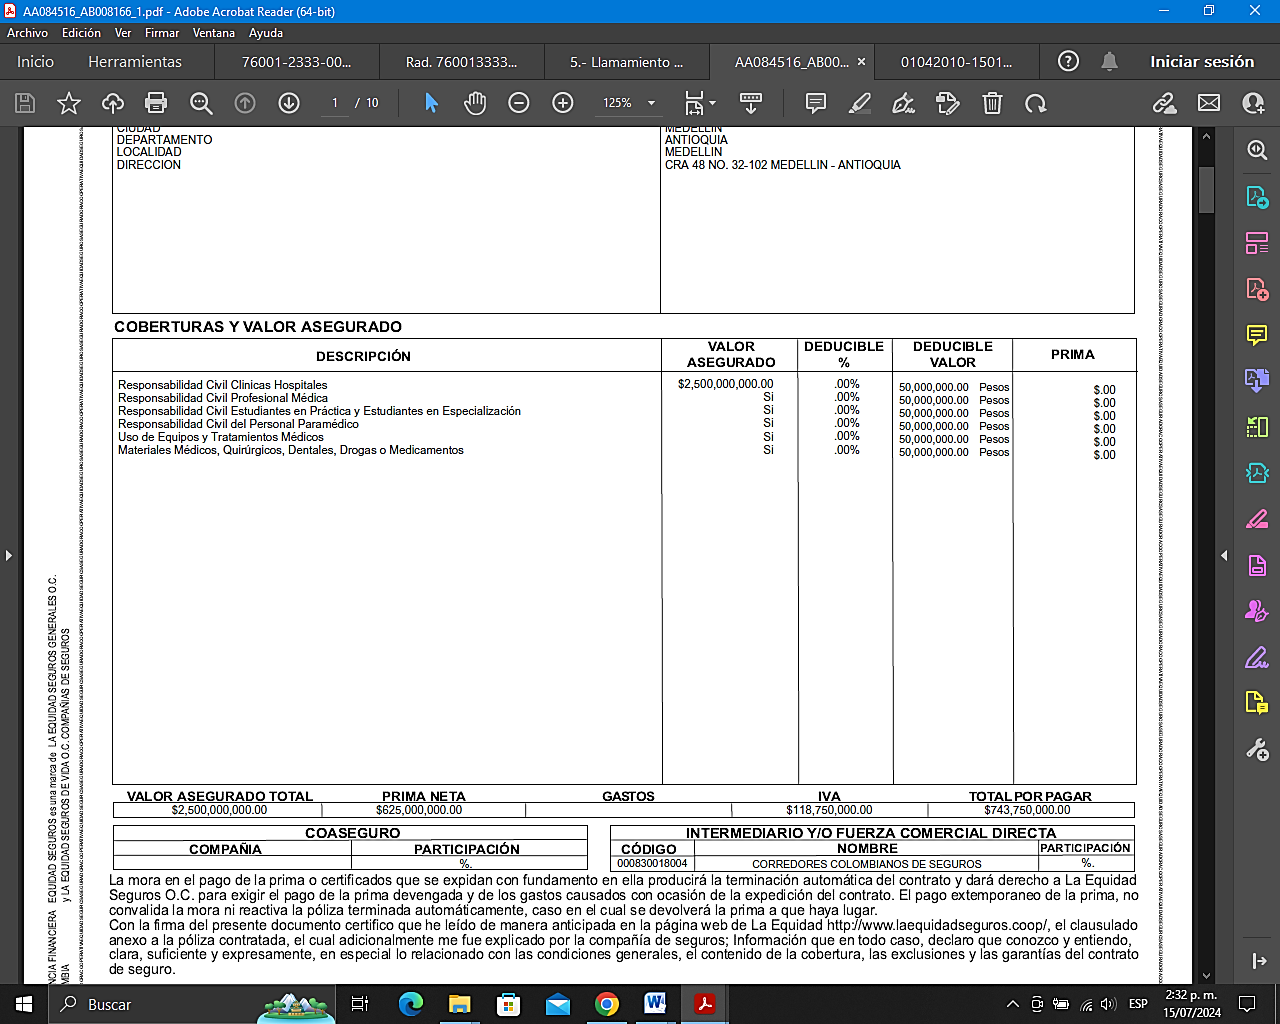 AA084516_AB008166_1.pdf - Adobe Acrobat Reader (64-bit)
Archivo Edición Ver Firmar Ventana Ayuda
Inicio Herramientas 76001-2333-00... Rad. 760013333... 5.- Llamamiento ... AA084516_AB00... × 01042010-1501... Iniciar sesión
1 / 10 125%
CIUDAD MEDELLIN
DEPARTAMENTO ANTIOQUIA
LOCALIDAD MEDELLIN
DIRECCION CRA 48 NO. 32-102 MEDELLIN - ANTIOQUIA
COBERTURAS Y VALOR ASEGURADO
DESCRIPCIÓN VALOR ASEGURADO DEDUCIBLE % DEDUCIBLE VALOR PRIMA
Responsabilidad Civil Clinicas Hospitales $2,500,000,000.00 .00% 50,000,000.00 Pesos $.00
Responsabilidad Civil Profesional Médica Si .00% 50,000,000.00 Pesos $.00
Responsabilidad Civil Estudiantes en Práctica y Estudiantes en Especialización Si .00% 50,000,000.00 Pesos $.00
Responsabilidad Civil del Personal Paramédico Si .00% 50,000,000.00 Pesos $.00
Uso de Equipos y Tratamientos Médicos Si .00% 50,000,000.00 Pesos $.00
Materiales Médicos, Quirúrgicos, Dentales, Drogas o Medicamentos Si .00% 50,000,000.00 Pesos $.00
VALOR ASEGURADO TOTAL PRIMA NETA GASTOS IVA TOTAL POR PAGAR
$2,500,000,000.00 $625,000,000.00 $118,750,000.00 $743,750,000.00
COASEGURO INTERMEDIARIO Y/O FUERZA COMERCIAL DIRECTA
COMPAÑIA PARTICIPACIÓN CÓDIGO NOMBRE PARTICIPACIÓN
%. 000830018004 CORREDORES COLOMBIANOS DE SEGUROS %.
La mora en el pago de la prima o certificados que se expidan con fundamento en ella producirá la terminación automática del contrato y dará derecho a La Equidad
Seguros O.C. para exigir el pago de la prima devengada y de los gastos causados con ocasión de la expedición del contrato. El pago extemporaneo de la prima, no
convalida la mora ni reactiva la póliza terminada automáticamente, caso en el cual se devolverá la prima a que haya lugar.
Con la firma del presente documento certifico que he leído de manera anticipada en la página web de La Equidad http://www.laequidadseguros.coop/, el clausulado
anexo a la póliza contratada, el cual adicionalmente me fue explicado por la compañía de seguros; Información que en todo caso, declaro que conozco y entiendo,
clara, suficiente y expresamente, en especial lo relacionado con las condiciones generales, el contenido de la cobertura, las exclusiones y las garantías del contrato
de seguro.
NCIA FINANCIERA EQUIDAD SEGUROS es una marca de LA EQUIDAD SEGUROS GENERALES O.C.
MBIA y LA EQUIDAD SEGUROS DE VIDA O.C. COMPAÑIAS DE SEGUROS
Buscar
ESP
2:32 p. m.
15/07/2024